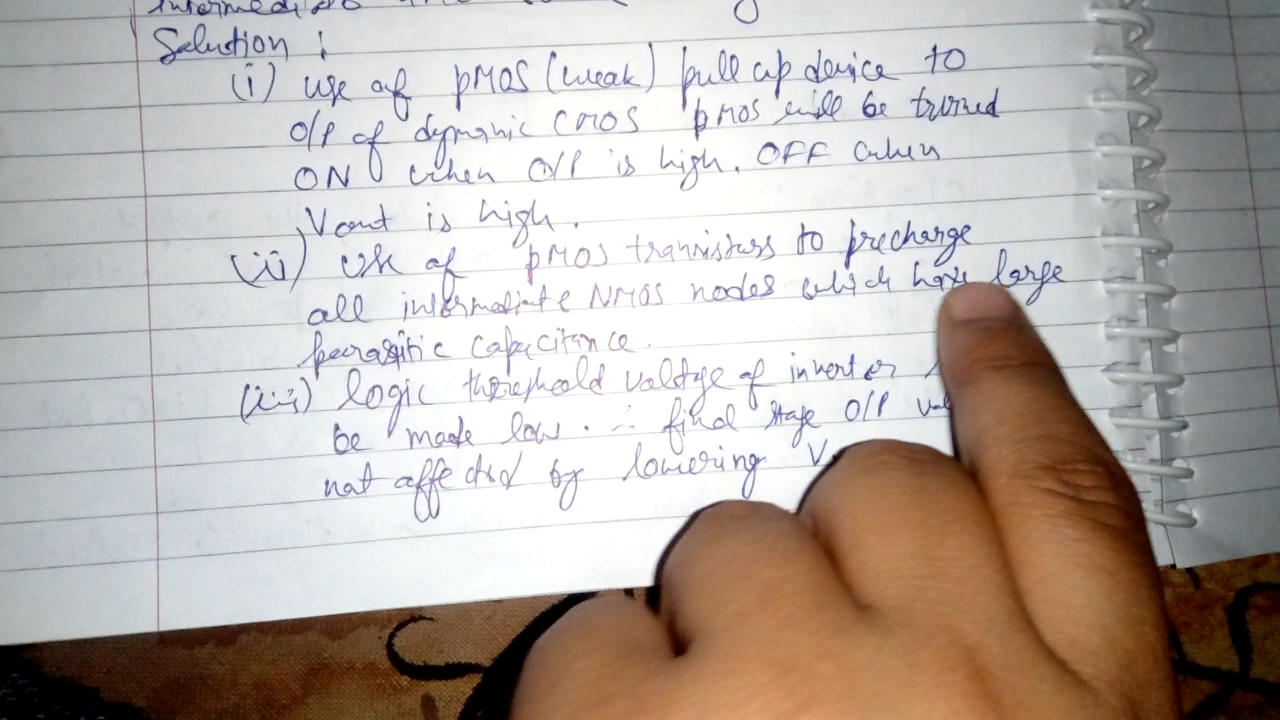 Solution :
(i) use of pMOS (weak) pull up device to
O/P of dynamic CMOS pMOS will be turned
ON when O/P is high. OFF when
Vout is high.
(ii) use of pMOS transistors to precharge
all intermediate NMOS nodes which have large
parasitic capacitance.
(iii) logic threshold voltage of inverter
be made low. ∴ final stage O/P
not affected by lowering V